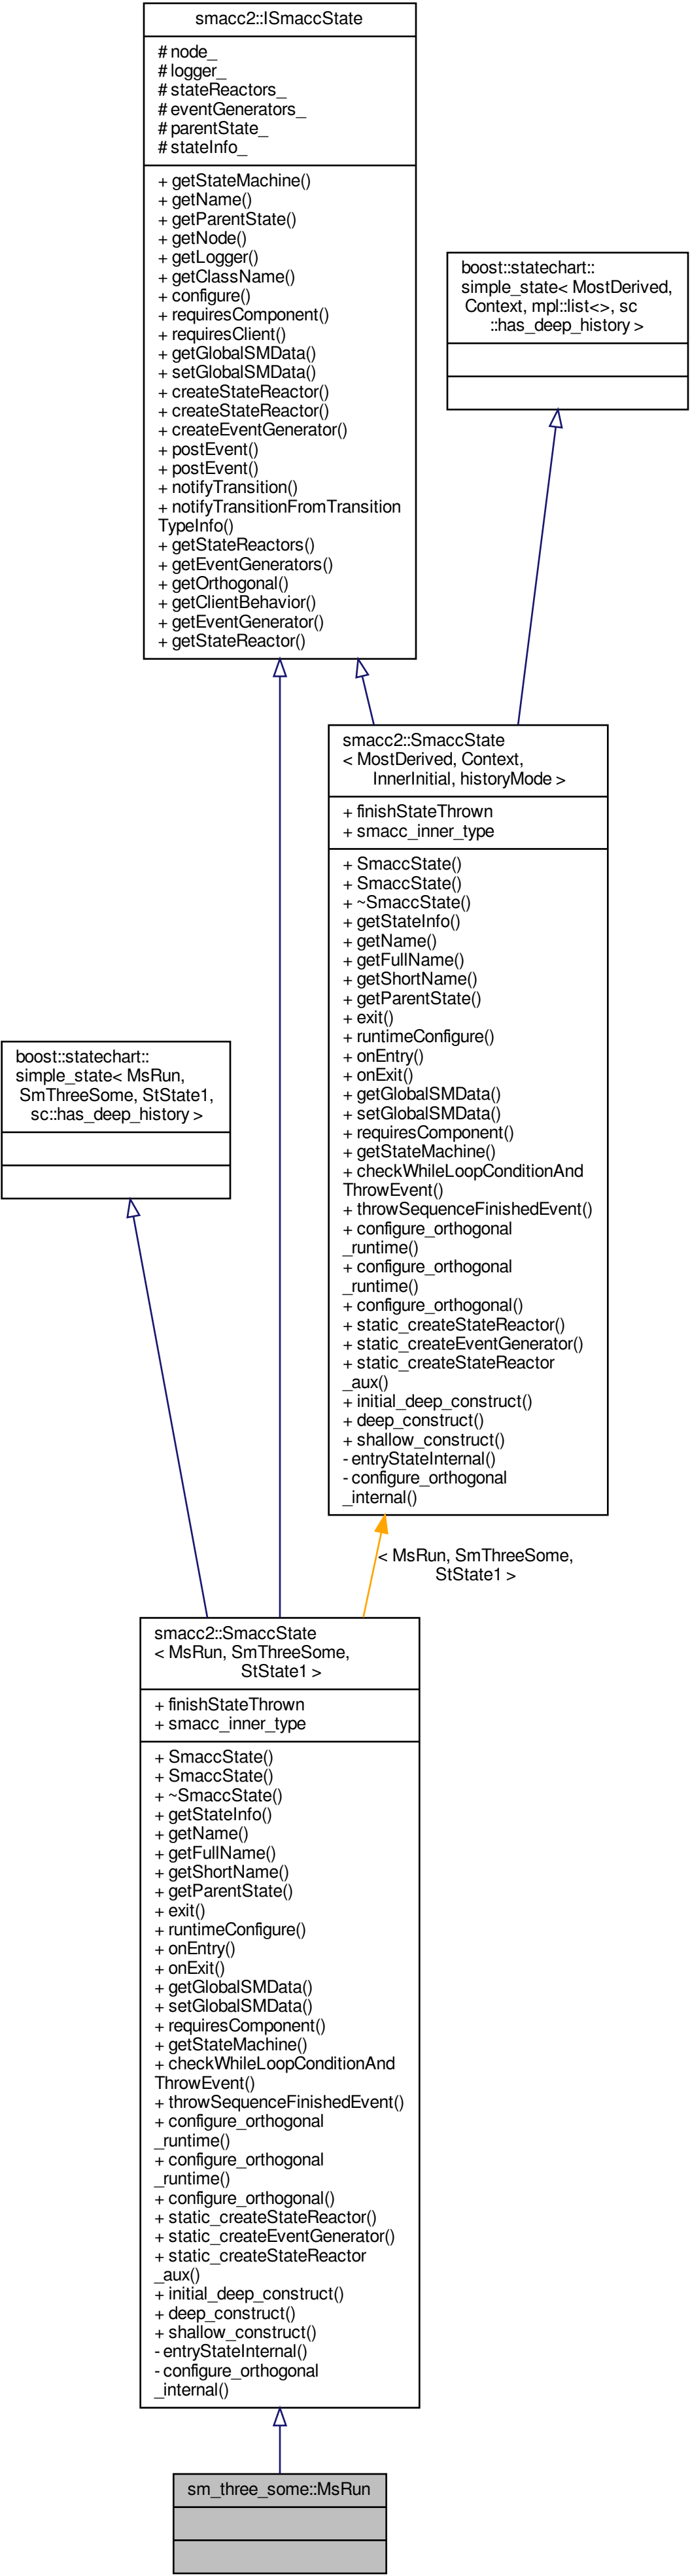 smacc2::ISmaccState
# node_
# logger_
# stateReactors_
# eventGenerators_
# parentState_
# stateInfo_
+ getStateMachine()
+ getName()
+ getParentState()
+ getNode()
+ getLogger()
+ getClassName()
+ configure()
+ requiresComponent()
+ requiresClient()
+ getGlobalSMData()
+ setGlobalSMData()
+ createStateReactor()
+ createStateReactor()
+ createEventGenerator()
+ postEvent()
+ postEvent()
+ notifyTransition()
+ notifyTransitionFromTransition
TypeInfo()
+ getStateReactors()
+ getEventGenerators()
+ getOrthogonal()
+ getClientBehavior()
+ getEventGenerator()
+ getStateReactor()
boost::statechart::
simple_state< MostDerived,
Context, mpl::list<>, sc
::has_deep_history >
smacc2::SmaccState
< MostDerived, Context,
InnerInitial, historyMode >
+ finishStateThrown
+ smacc_inner_type
+ SmaccState()
+ SmaccState()
+ ~SmaccState()
+ getStateInfo()
+ getName()
+ getFullName()
+ getShortName()
+ getParentState()
+ exit()
+ runtimeConfigure()
+ onEntry()
+ onExit()
+ getGlobalSMData()
+ setGlobalSMData()
+ requiresComponent()
+ getStateMachine()
+ checkWhileLoopConditionAnd
ThrowEvent()
+ throwSequenceFinishedEvent()
+ configure_orthogonal
_runtime()
+ configure_orthogonal
_runtime()
+ configure_orthogonal()
+ static_createStateReactor()
+ static_createEventGenerator()
+ static_createStateReactor
_aux()
+ initial_deep_construct()
+ deep_construct()
+ shallow_construct()
- entryStateInternal()
- configure_orthogonal
_internal()
boost::statechart::
simple_state< MsRun,
SmThreeSome, StState1,
sc::has_deep_history >
< MsRun, SmThreeSome,
StState1 >
smacc2::SmaccState
< MsRun, SmThreeSome,
StState1 >
+ finishStateThrown
+ smacc_inner_type
+ SmaccState()
+ SmaccState()
+ ~SmaccState()
+ getStateInfo()
+ getName()
+ getFullName()
+ getShortName()
+ getParentState()
+ exit()
+ runtimeConfigure()
+ onEntry()
+ onExit()
+ getGlobalSMData()
+ setGlobalSMData()
+ requiresComponent()
+ getStateMachine()
+ checkWhileLoopConditionAnd
ThrowEvent()
+ throwSequenceFinishedEvent()
+ configure_orthogonal
_runtime()
+ configure_orthogonal
_runtime()
+ configure_orthogonal()
+ static_createStateReactor()
+ static_createEventGenerator()
+ static_createStateReactor
_aux()
+ initial_deep_construct()
+ deep_construct()
+ shallow_construct()
- entryStateInternal()
- configure_orthogonal
_internal()
sm_three_some::MsRun